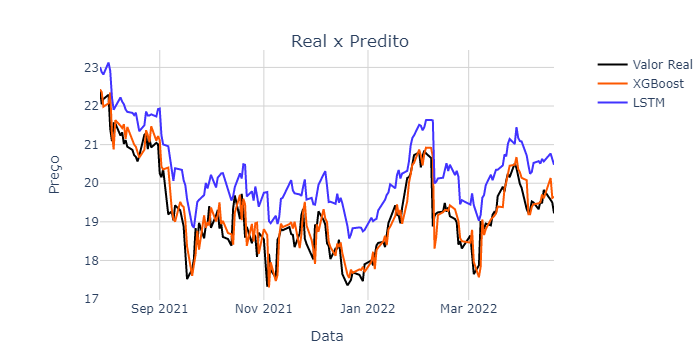 Real x Predito
Valor Real
XGBoost
LSTM
Preço
23
22
21
20
19
18
17
Sep 2021
Nov 2021
Jan 2022
Mar 2022
Data